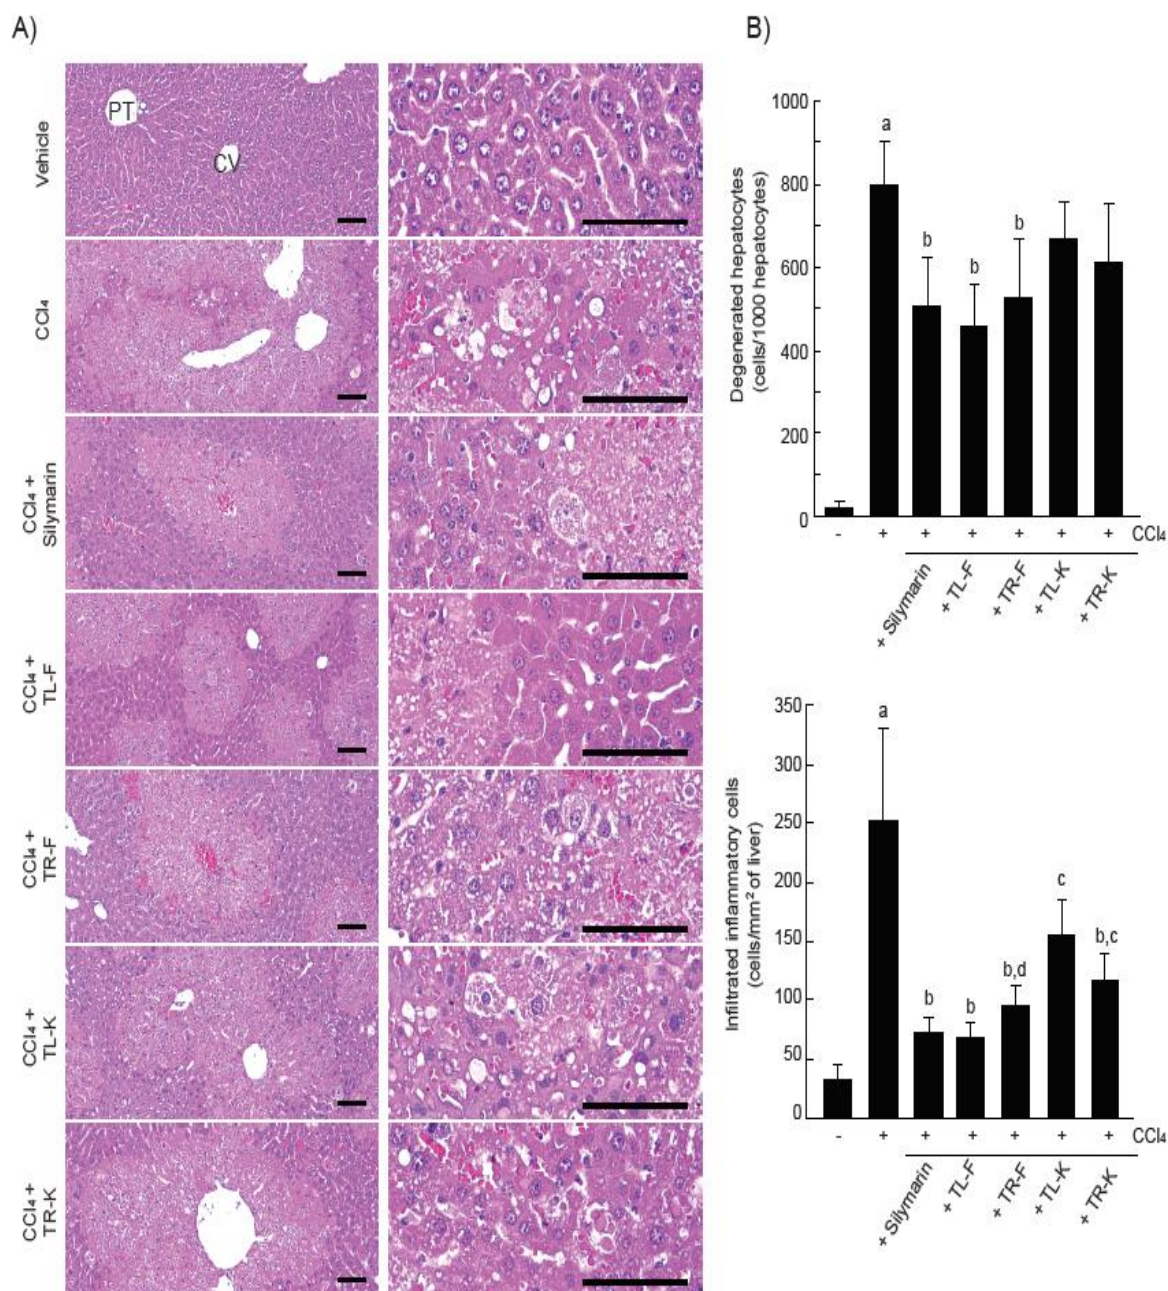 A)
B)
Vehicle
PT
CV
CCl₄
CCl₄ +
Silymarin
CCl₄ +
TL-F
CCl₄ +
TR-F
CCl₄ +
TL-K
CCl₄ +
TR-K
Degenerated hepatocytes
(cells/1000 hepatocytes)
1000
800
600
400
200
0
a
b
b
b
- + + + + + + CCl₄
+ Silymarin
+ TL-F
+ TR-F
+ TL-K
+ TR-K
Infiltrated inflammatory cells
(cells/mm² of liver)
350
300
250
200
150
100
50
0
a
b
b
b,d
c
b,c
- + + + + + + CCl₄
+ Silymarin
+ TL-F
+ TR-F
+ TL-K
+ TR-K